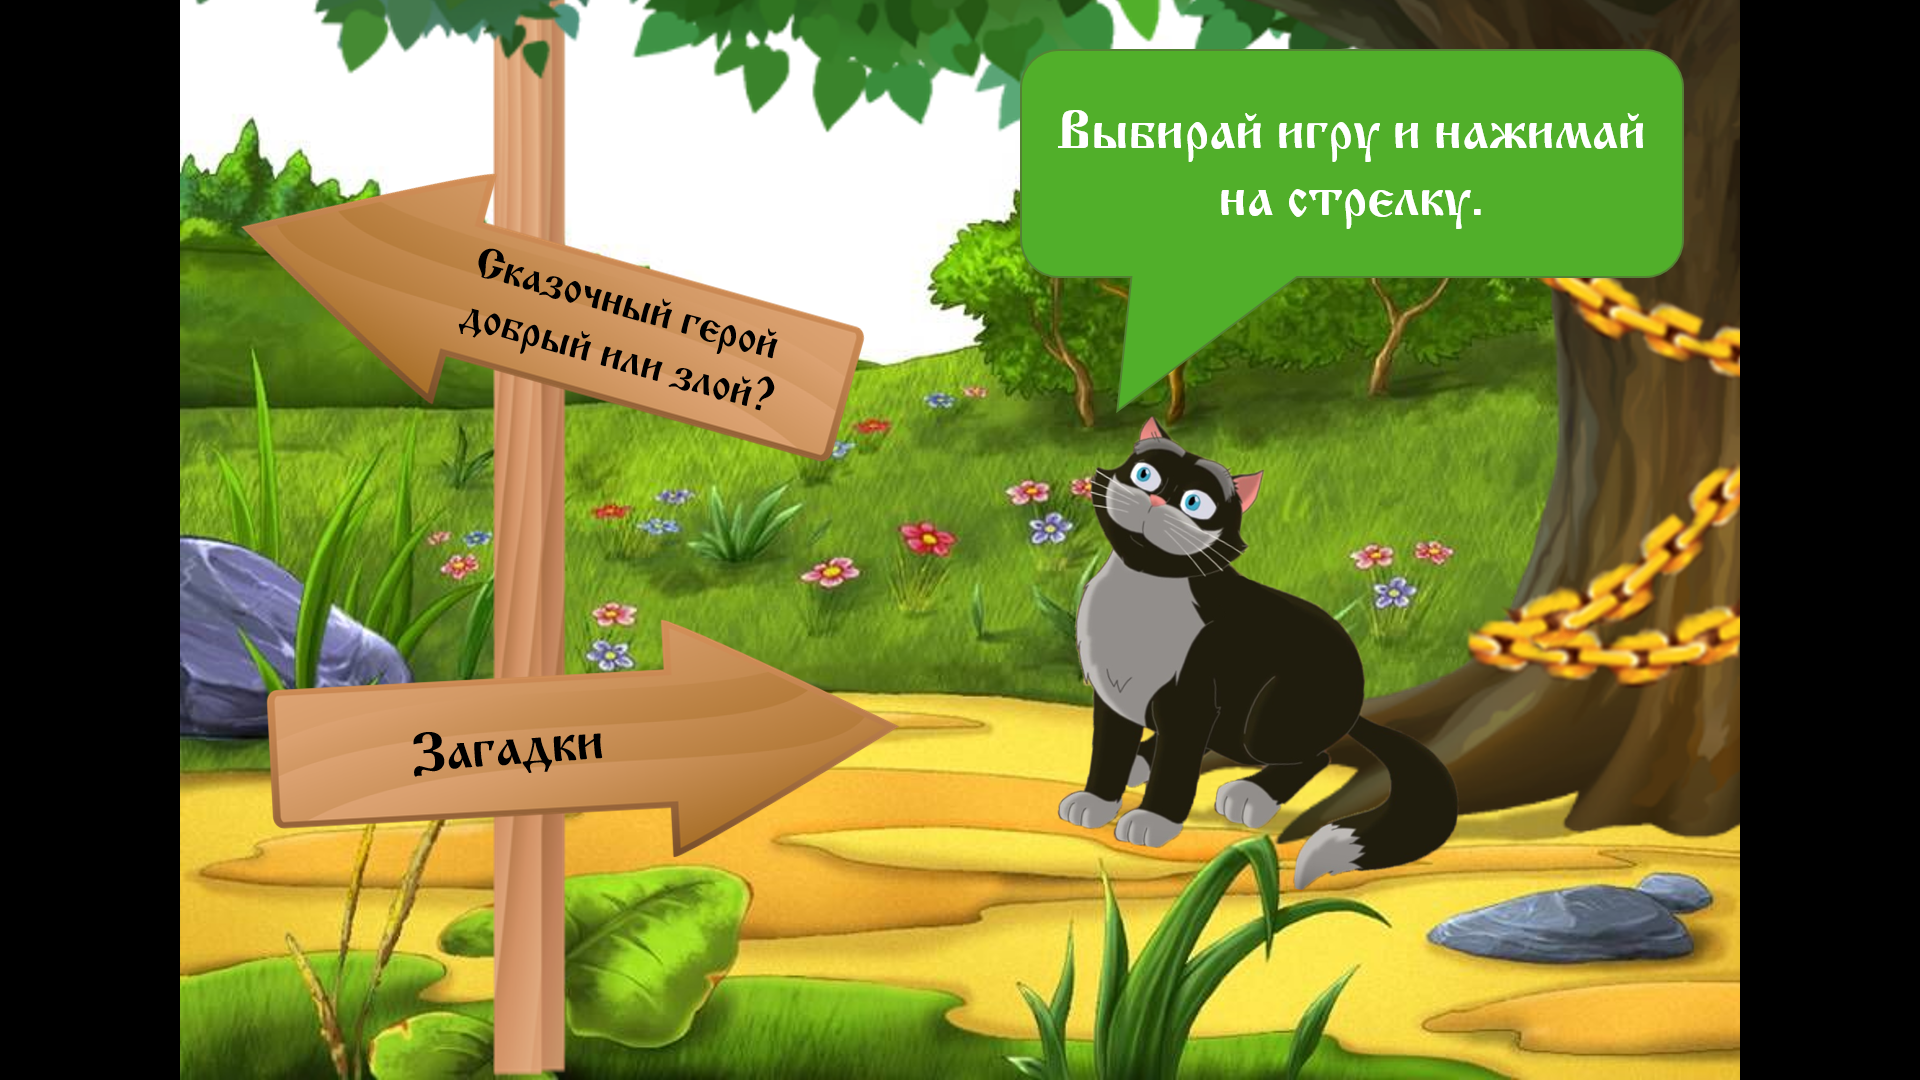 Выбирай игру и нажимай
на стрелку.
Сказочный герой
добрый или злой?
Загадки